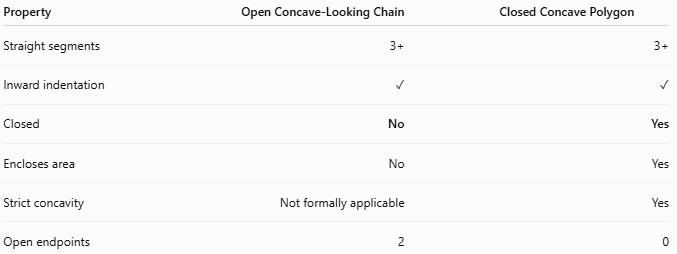 Property Open Concave-Looking Chain Closed Concave Polygon
Straight segments 3+ 3+
Inward indentation ✓ ✓
Closed No Yes
Encloses area No Yes
Strict concavity Not formally applicable Yes
Open endpoints 2 0